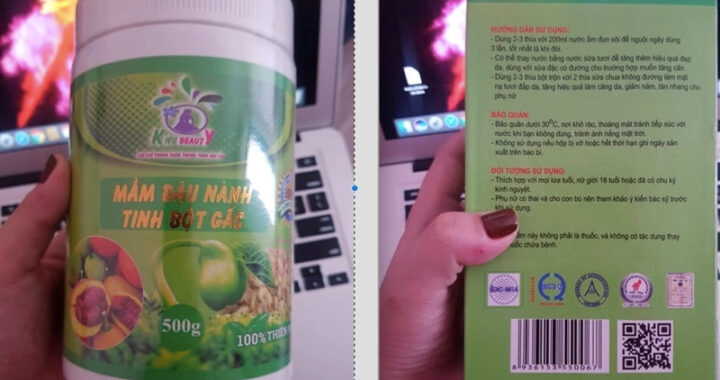 KIỀU BEAUTY
MẦM ĐẬU NÀNH
TINH BỘT GẤC
500g
100% THIÊN
HƯỚNG DẪN SỬ DỤNG:
- Dùng 2-3 thìa với 200ml nước ấm đun sôi để nguội ngày dùng
3 lần, tốt nhất là khi đói.
- Có thể thay nước bằng nước sữa tươi để tăng thêm hiệu quả đẹp
da, dùng với sữa đặc có đường cho trường hợp muốn tăng cân.
- Dùng 2-3 thìa bột trộn với 2 thìa sữa chua không đường làm mặt
nạ tươi đắp da, tăng hiệu quả làm căng da, giảm nám, tàn nhang cho
phụ nữ
BẢO QUẢN:
- Bảo quản dưới 30⁰C, nơi khô ráo, thoáng mát tránh tiếp xúc với
nước khi bạn không dùng, tránh ánh nắng mặt trời.
- Không sử dụng nếu hộp bị vỡ hoặc hết thời hạn ghi ngày sản
xuất trên bao bì.
ĐỐI TƯỢNG SỬ DỤNG:
- Thích hợp với mọi lứa tuổi, nữ giới 18 tuổi hoặc đã có chu kỳ
kinh nguyệt.
- Phụ nữ có thai và cho con bú nên tham khảo ý kiến bác sỹ trước
khi sử dụng.
ẩm này không phải là thuốc, và không có tác dụng thay
thuốc chữa bệnh.
ilac-MRA
8 936153 550067